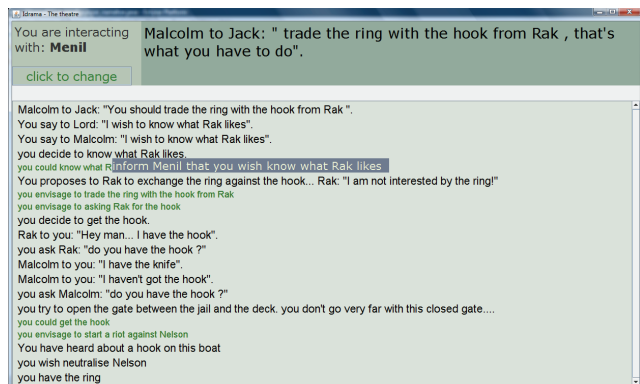 Idrama - The theatre
You are interacting
with: Menil
click to change
Malcolm to Jack: " trade the ring with the hook from Rak , that's
what you have to do".
Malcolm to Jack: "You should trade the ring with the hook from Rak ".
You say to Lord: "I wish to know what Rak likes".
You say to Malcolm: "I wish to know what Rak likes".
you decide to know what Rak likes.
you could know what R
inform Menil that you wish know what Rak likes
You proposes to Rak to exchange the ring against the hook... Rak: "I am not interested by the ring!"
you envisage to trade the ring with the hook from Rak
you envisage to asking Rak for the hook
you decide to get the hook.
Rak to you: "Hey man... I have the hook".
you ask Rak: "do you have the hook ?"
Malcolm to you: "I have the knife".
Malcolm to you: "I haven't got the hook".
you ask Malcolm: "do you have the hook ?"
you try to open the gate between the jail and the deck. you don't go very far with this closed gate....
you could get the hook
you envisage to start a riot against Nelson
You have heard about a hook on this boat
you wish neutralise Nelson
you have the ring